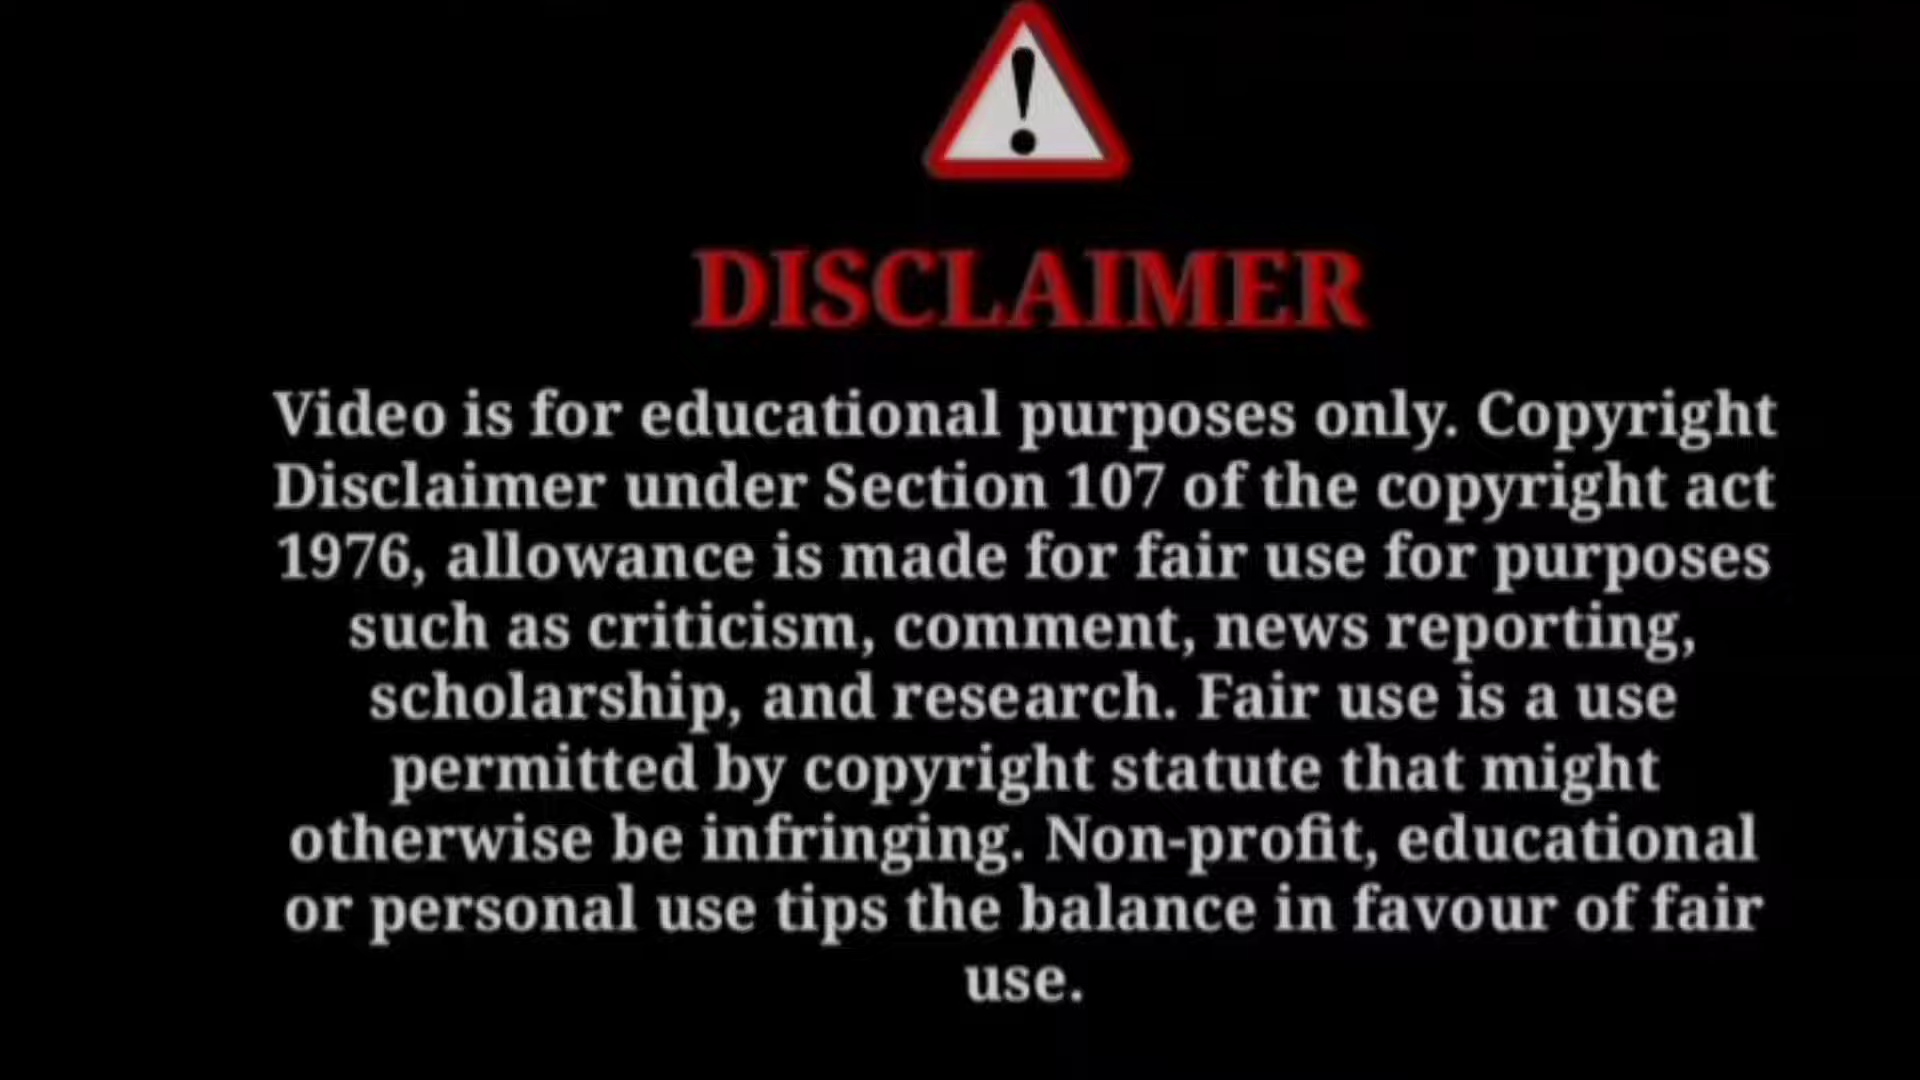 DISCLAIMER
Video is for educational purposes only. Copyright
Disclaimer under Section 107 of the copyright act
1976, allowance is made for fair use for purposes
such as criticism, comment, news reporting,
scholarship, and research. Fair use is a use
permitted by copyright statute that might
otherwise be infringing. Non-profit, educational
or personal use tips the balance in favour of fair
use.